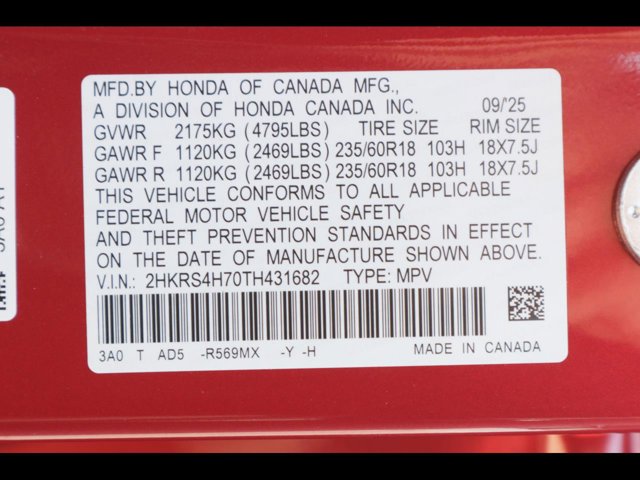 MFD.BY HONDA OF CANADA MFG.,
A DIVISION OF HONDA CANADA INC. 09/'25
GVWR 2175KG (4795LBS) TIRE SIZE RIM SIZE
GAWR F 1120KG (2469LBS) 235/60R18 103H 18X7.5J
GAWR R 1120KG (2469LBS) 235/60R18 103H 18X7.5J
THIS VEHICLE CONFORMS TO ALL APPLICABLE
FEDERAL MOTOR VEHICLE SAFETY
AND THEFT PREVENTION STANDARDS IN EFFECT
ON THE DATE OF MANUFACTURE SHOWN ABOVE.
V.I.N.: 2HKRS4H70TH431682 TYPE: MPV
3A0 T AD5 -R569MX -Y -H MADE IN CANADA